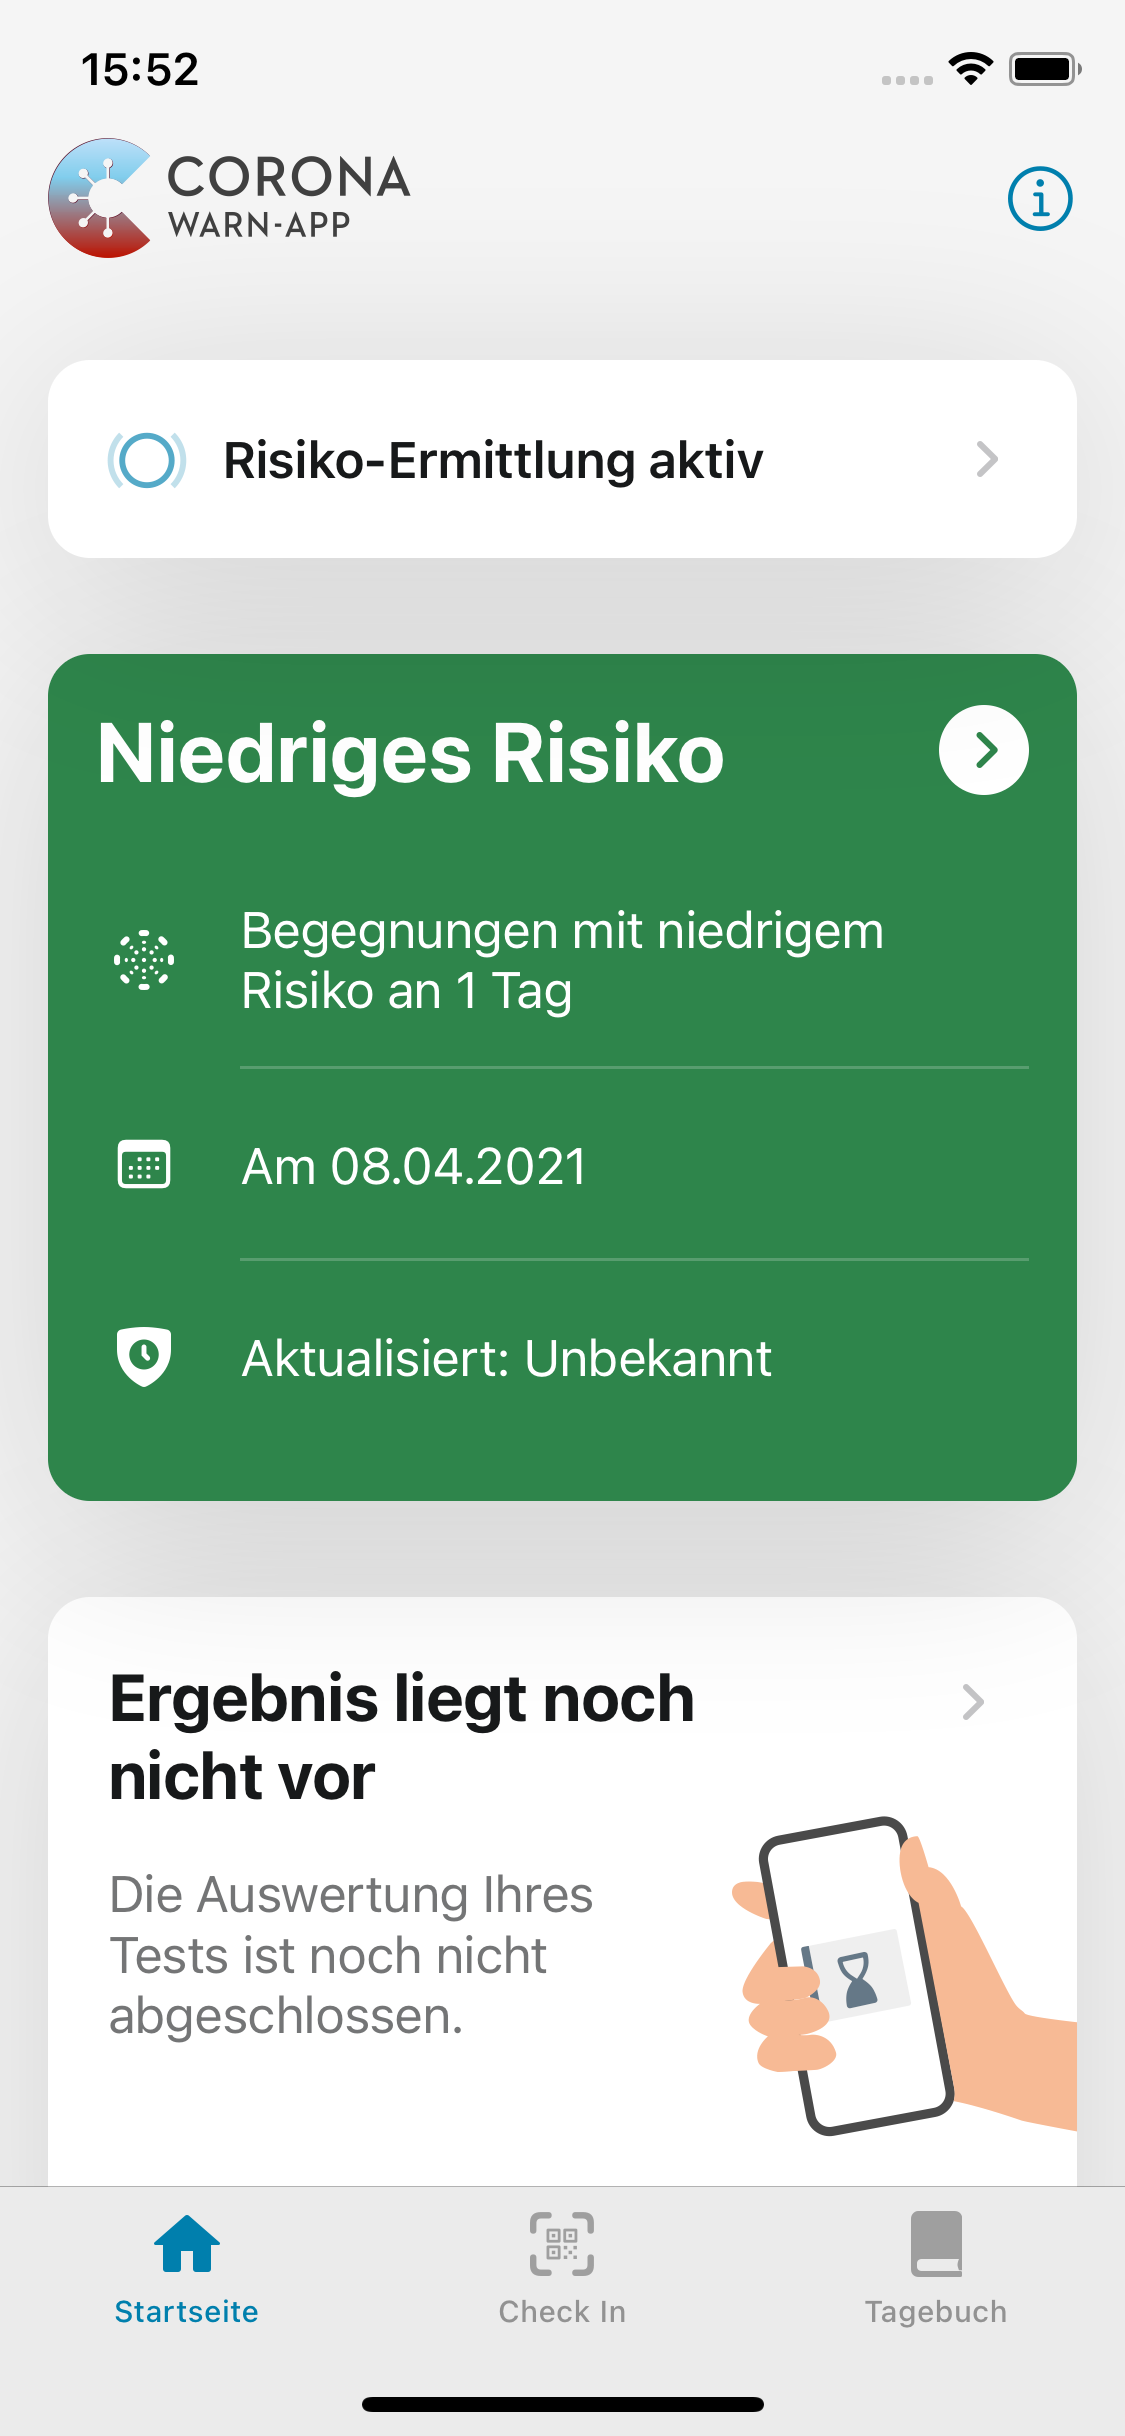 15:52
CORONA
WARN-APP
Risiko-Ermittlung aktiv
Niedriges Risiko
Begegnungen mit niedrigem
Risiko an 1 Tag
Am 08.04.2021
Aktualisiert: Unbekannt
Ergebnis liegt noch
nicht vor
Die Auswertung Ihres
Tests ist noch nicht
abgeschlossen.
Startseite
Check In
Tagebuch